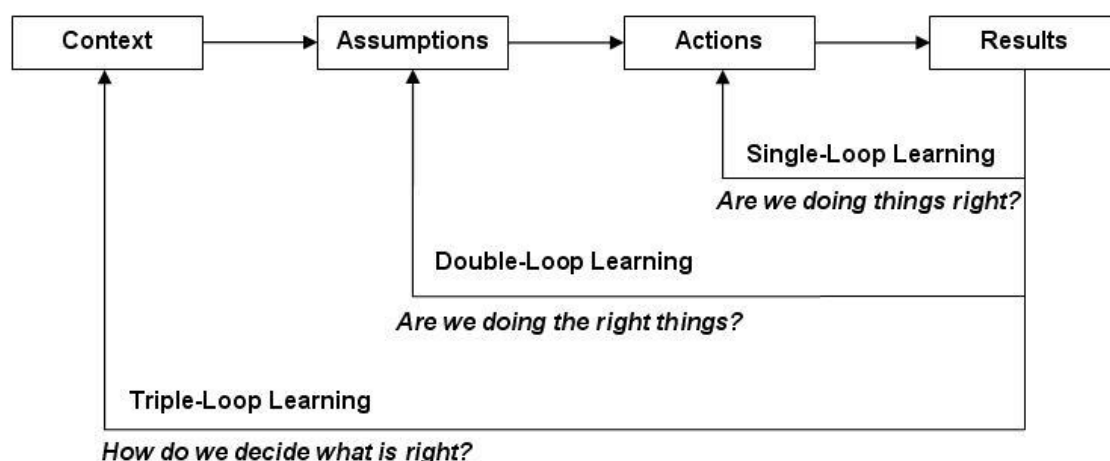 Context
Assumptions
Actions
Results
Single-Loop Learning
Are we doing things right?
Double-Loop Learning
Are we doing the right things?
Triple-Loop Learning
How do we decide what is right?